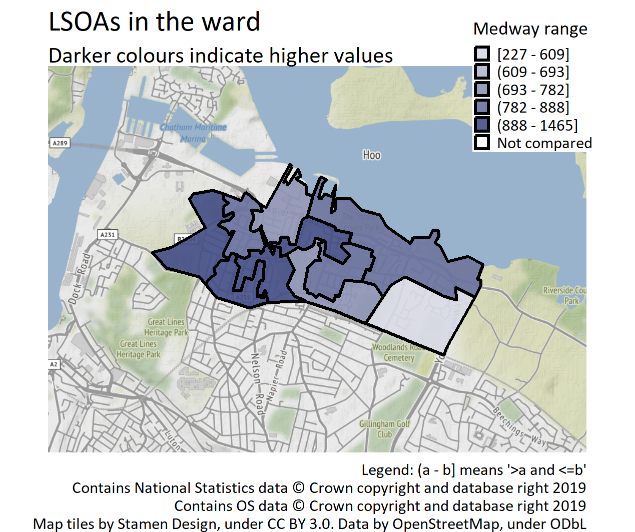 LSOAs in the ward
Darker colours indicate higher values
Medway range
[227 - 609]
(609 - 693]
(693 - 782]
(782 - 888]
(888 - 1465]
Not compared
Chatham Maritime
Marina
A289
Hoo
A231
Dock Road
Riverside Cou
Park
Great Lines
Heritage Park
Great Lines
Heritage Park
Woodlands Ro
Cemetery
A2
Nelson Road
Napier Road
Gillingham Golf
Club
Beechings Way
Legend: (a - b] means '>a and <=b'
Contains National Statistics data © Crown copyright and database right 2019
Contains OS data © Crown copyright and database right 2019
Map tiles by Stamen Design, under CC BY 3.0. Data by OpenStreetMap, under ODbL